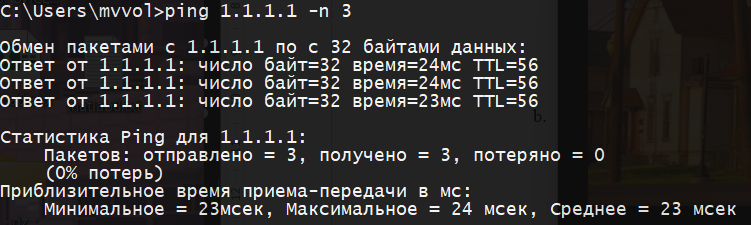 C:\Users\mvvol>ping 1.1.1.1 -n 3
Обмен пакетами с 1.1.1.1 по с 32 байтами данных:
Ответ от 1.1.1.1: число байт=32 время=24мс TTL=56
Ответ от 1.1.1.1: число байт=32 время=24мс TTL=56
Ответ от 1.1.1.1: число байт=32 время=23мс TTL=56
Статистика Ping для 1.1.1.1:
Пакетов: отправлено = 3, получено = 3, потеряно = 0
(0% потерь)
Приблизительное время приема-передачи в мс:
Минимальное = 23мсек, Максимальное = 24 мсек, Среднее = 23 мсек
b.